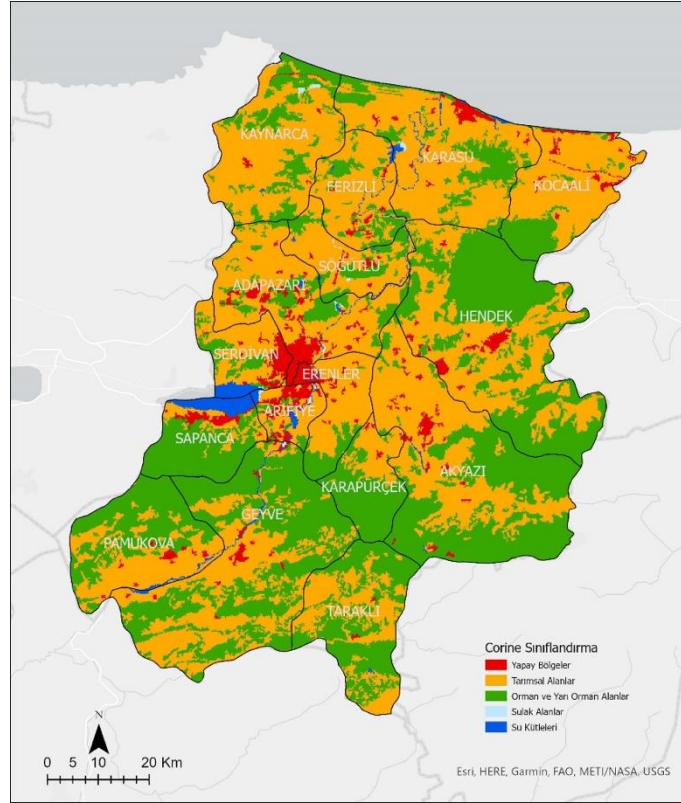 KAYNARCA
KARASU
FERİZLİ
KOCAALİ
SÖĞÜTLÜ
ADAPAZARI
HENDEK
SERDİVAN
ERENLER
ARİFİYE
SAPANCA
AKYAZI
KARAPÜRÇEK
GEYVE
PAMUKOVA
TARAKLI
Corine Sınıflandırma
Yapay Bölgeler
Tarımsal Alanlar
Orman ve Yarı Orman Alanlar
Sulak Alanlar
Su Kütleleri
N
0 5 10 20 Km
Esri, HERE, Garmin, FAO, METI/NASA, USGS